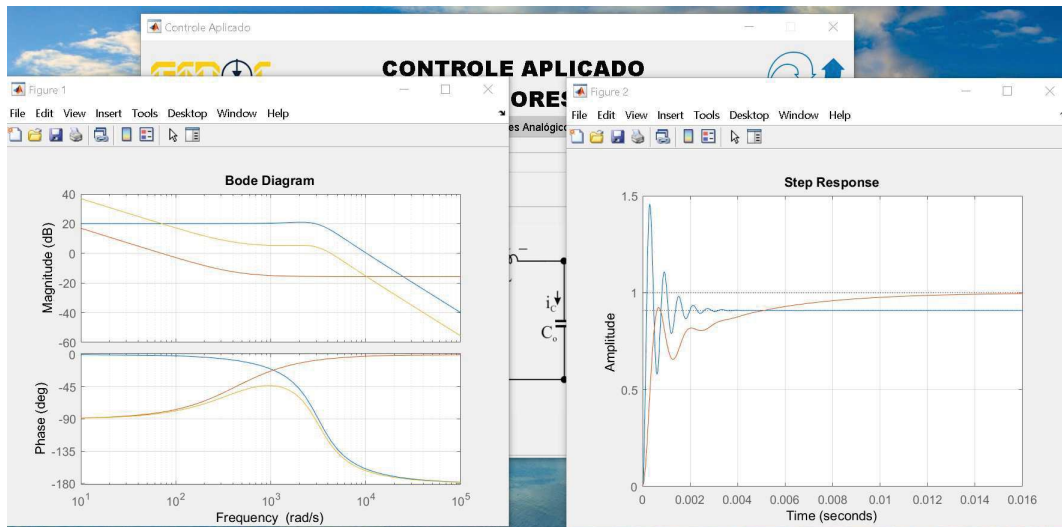 Controle Aplicado
CONTROLE APLICADO
ORES
es Analógico
Figure 1
File Edit View Insert Tools Desktop Window Help
Bode Diagram
Magnitude (dB)
40
20
0
-20
-40
-60
Phase (deg)
0
-45
-90
-135
-180
10^1 10^2 10^3 10^4 10^5
Frequency (rad/s)
i_C
C_o
Figure 2
File Edit View Insert Tools Desktop Window Help
Step Response
Amplitude
1.5
1
0.5
0
0 0.002 0.004 0.006 0.008 0.01 0.012 0.014 0.016
Time (seconds)